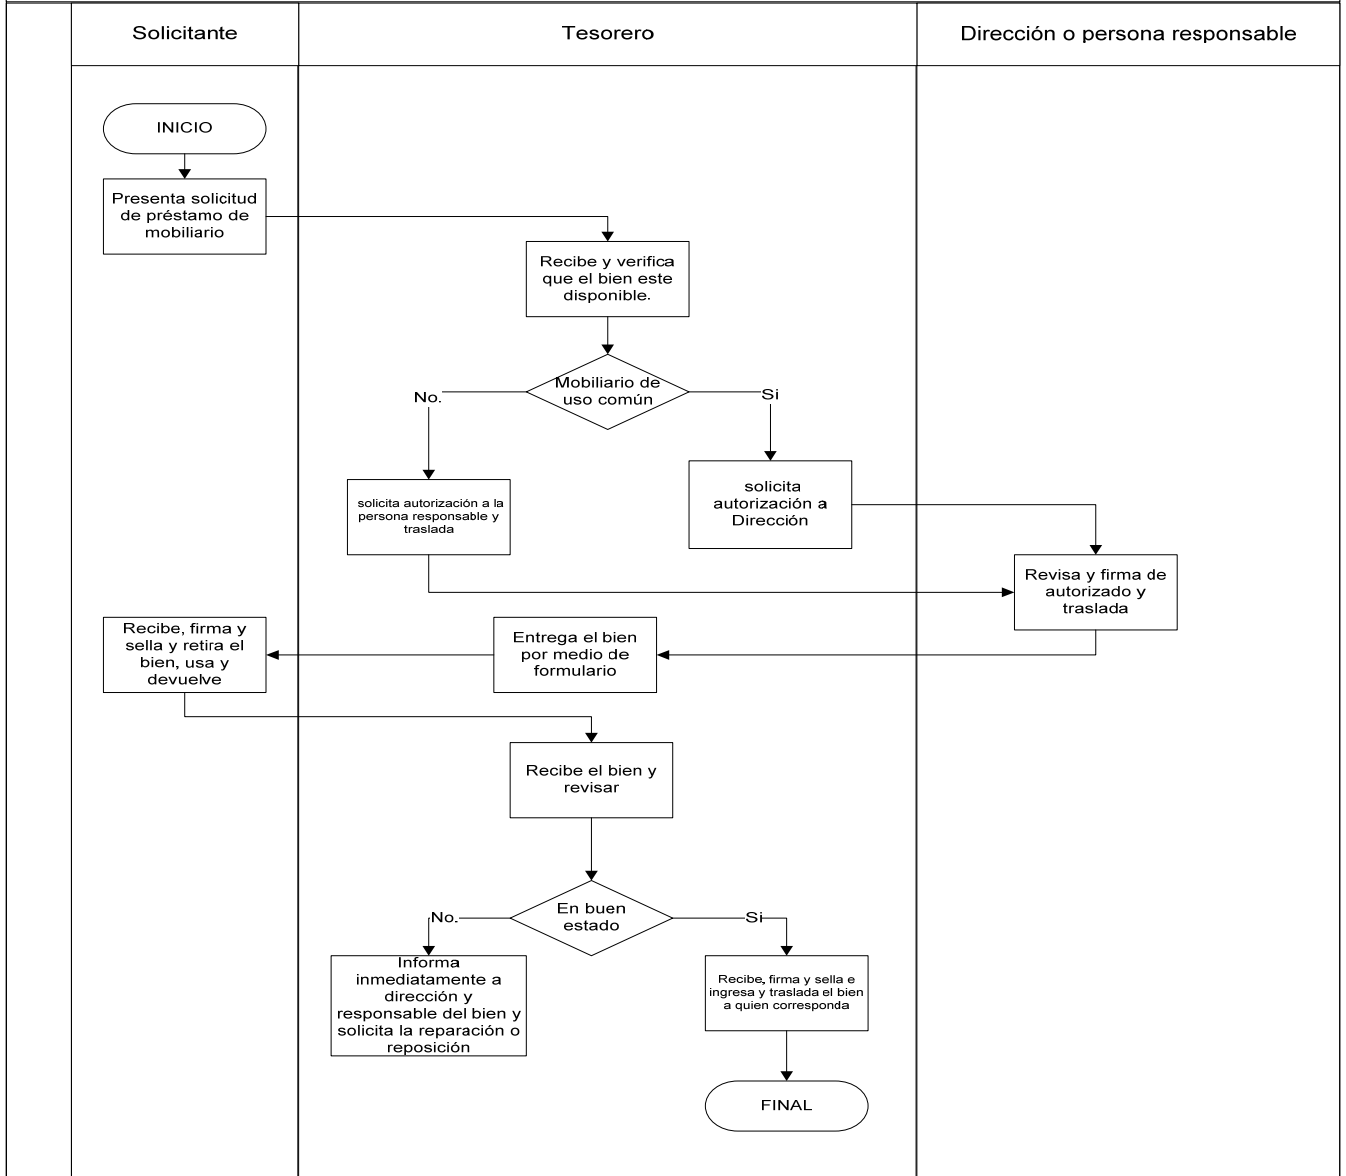 Solicitante
Tesorero
Dirección o persona responsable
INICIO
Presenta solicitud
de préstamo de
mobiliario
Recibe y verifica
que el bien este
disponible.
Mobiliario de
uso común
No.
Si
solicita autorización a la
persona responsable y
traslada
solicita
autorización a
Dirección
Revisa y firma de
autorizado y
traslada
Entrega el bien
por medio de
formulario
Recibe, firma y
sella y retira el
bien, usa y
devuelve
Recibe el bien y
revisar
En buen
estado
No.
Si
Informa
inmediatamente a
dirección y
responsable del bien y
solicita la reparación o
reposición
Recibe, firma y sella e
ingresa y traslada el bien
a quien corresponda
FINAL